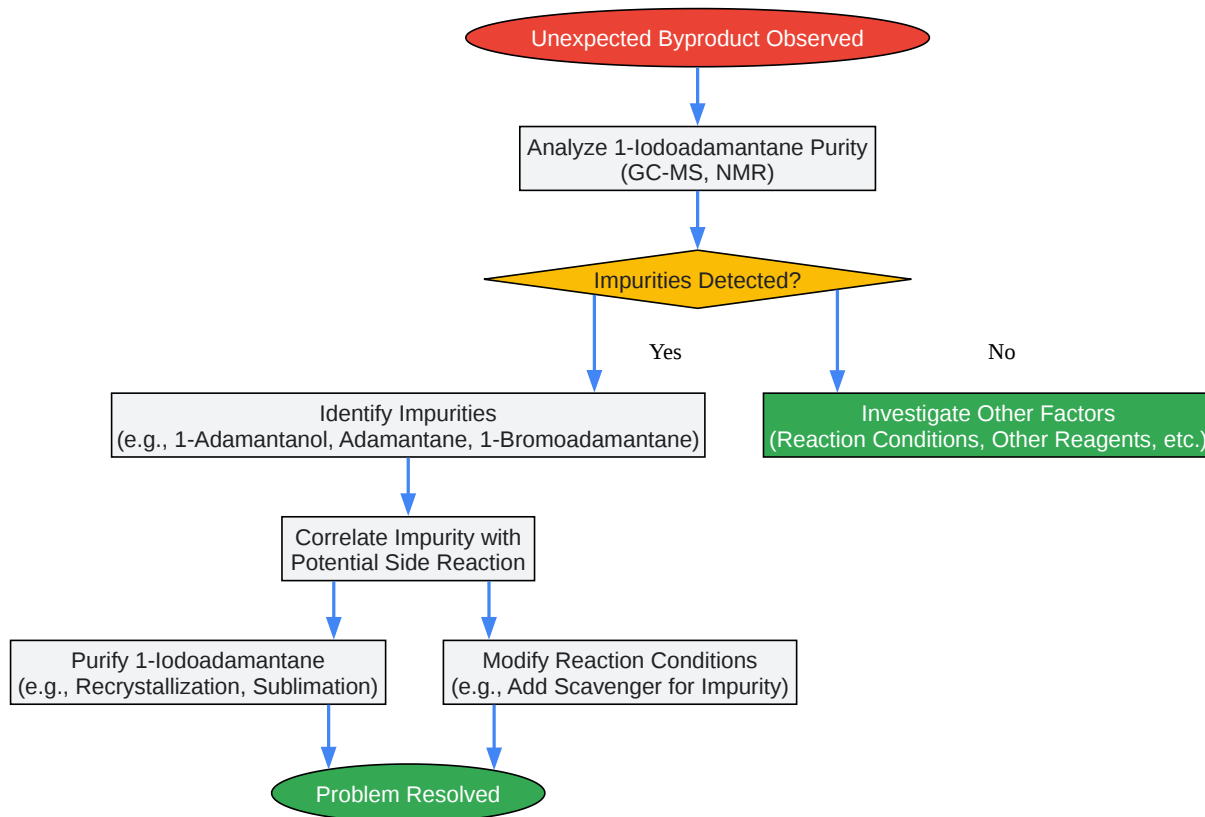 Unexpected Byproduct Observed
Analyze 1-Iodoadamantane Purity
(GC-MS, NMR)
Impurities Detected?
Yes
No
Identify Impurities
(e.g., 1-Adamantanol, Adamantane, 1-Bromoadamantane)
Investigate Other Factors
(Reaction Conditions, Other Reagents, etc.)
Correlate Impurity with
Potential Side Reaction
Purify 1-Iodoadamantane
(e.g., Recrystallization, Sublimation)
Modify Reaction Conditions
(e.g., Add Scavenger for Impurity)
Problem Resolved